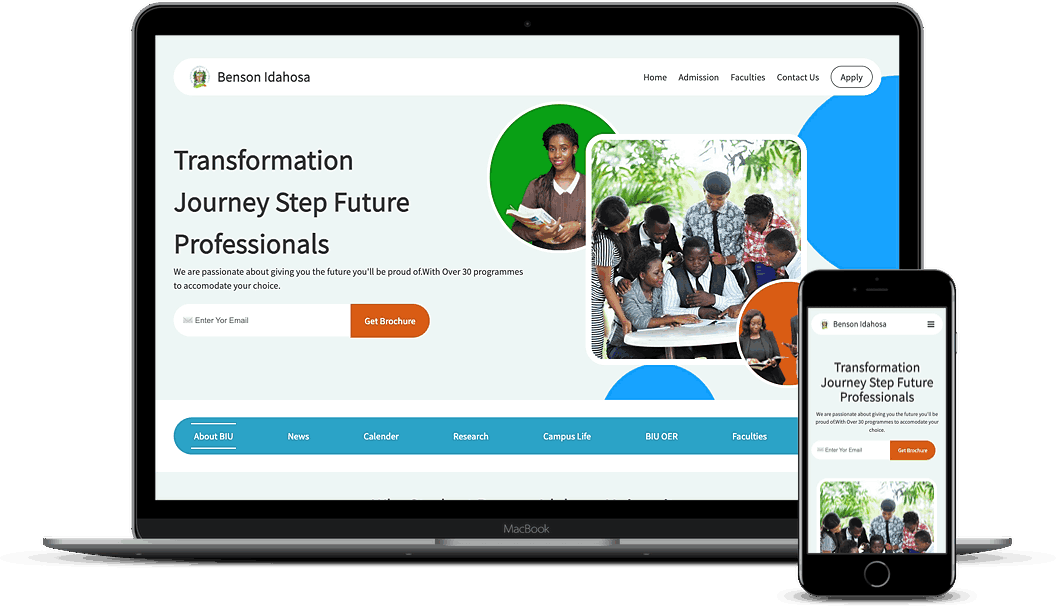 Benson Idahosa
Home Admission Faculties Contact Us Apply
Transformation
Journey Step Future
Professionals
We are passionate about giving you the future you'll be proud of.With Over 30 programmes
to accomodate your choice.
Enter Yor Email
Get Brochure
About BIU News Calender Research Campus Life BIU OER Faculties
MacBook
Benson Idahosa
Transformation
Journey Step Future
Professionals
We are passionate about giving you the future you'll be
proud of.With Over 30 programmes to accomodate your
choice.
Enter Yor Email
Get Brochure